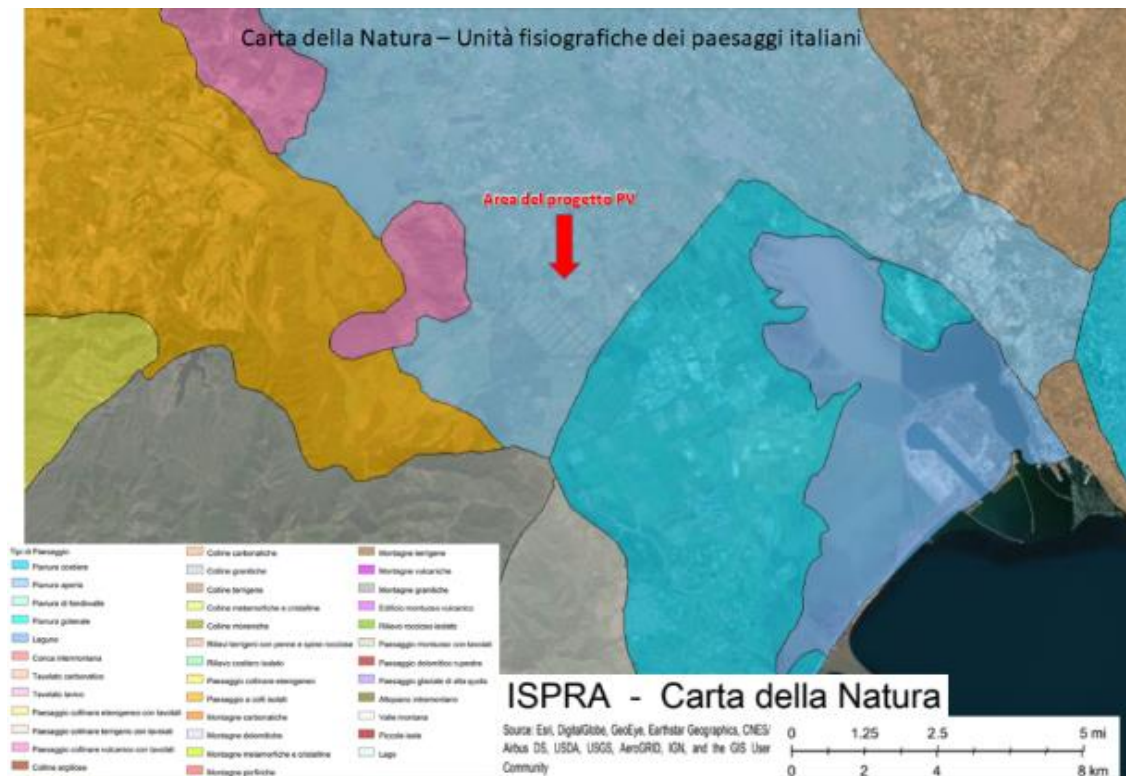 Carta della Natura – Unità fisiografiche dei paesaggi italiani
Area del progetto PV
Tipi di Paesaggio
Pianura costiera
Pianura aperta
Pianura di fondovalle
Pianura golenale
Laguna
Conca intermontana
Tavolato carbonatico
Tavolato lavico
Paesaggio collinare eterogeneo con tavolati
Paesaggio collinare terrigeno con tavolati
Paesaggio collinare vulcanico con tavolati
Colline argillose
Colline carbonatiche
Colline granitiche
Colline terrigene
Colline metamorfiche e cristalline
Colline moreniche
Rilievi terrigeni con penne e spine rocciose
Rilievo costiero isolato
Paesaggio collinare eterogeneo
Paesaggio a colli isolati
Montagne carbonatiche
Montagne dolomitiche
Montagne metamorfiche e cristalline
Montagne porfiriche
Montagne terrigene
Montagne vulcaniche
Montagne granitiche
Edificio montuoso vulcanico
Rilievo roccioso isolato
Paesaggio montuoso con tavolati
Paesaggio dolomitico rupestre
Paesaggio glaciale di alta quota
Altopiano intramontano
Valle montana
Piccole isole
Lago
ISPRA - Carta della Natura
Source: Esri, DigitalGlobe, GeoEye, Earthstar Geographics, CNES/
Airbus DS, USDA, USGS, AeroGRID, IGN, and the GIS User
Community
0 1.25 2.5 5 mi
0 2 4 8 km